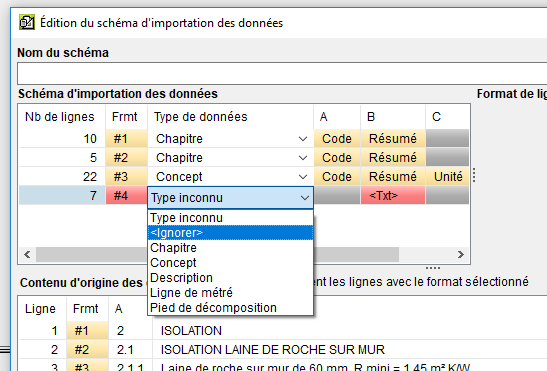 Édition du schéma d'importation des données
Nom du schéma
Schéma d'importation des données Format de lig
Nb de lignes Frmt Type de données A B C
10 #1 Chapitre Code Résumé
5 #2 Chapitre Code Résumé
22 #3 Concept Code Résumé Unité
7 #4 Type inconnu <Txt>
Type inconnu
<Ignorer>
Chapitre
Concept
Description
Ligne de métré
Pied de décomposition
Contenu d'origine des ent les lignes avec le format sélectionné
Ligne Frmt A B
1 #1 2 ISOLATION
2 #2 2.1 ISOLATION LAINE DE ROCHE SUR MUR
3 #3 2.1.1 Laine de roche sur mur de 60 mm, R mini = 1,45 m² K/W